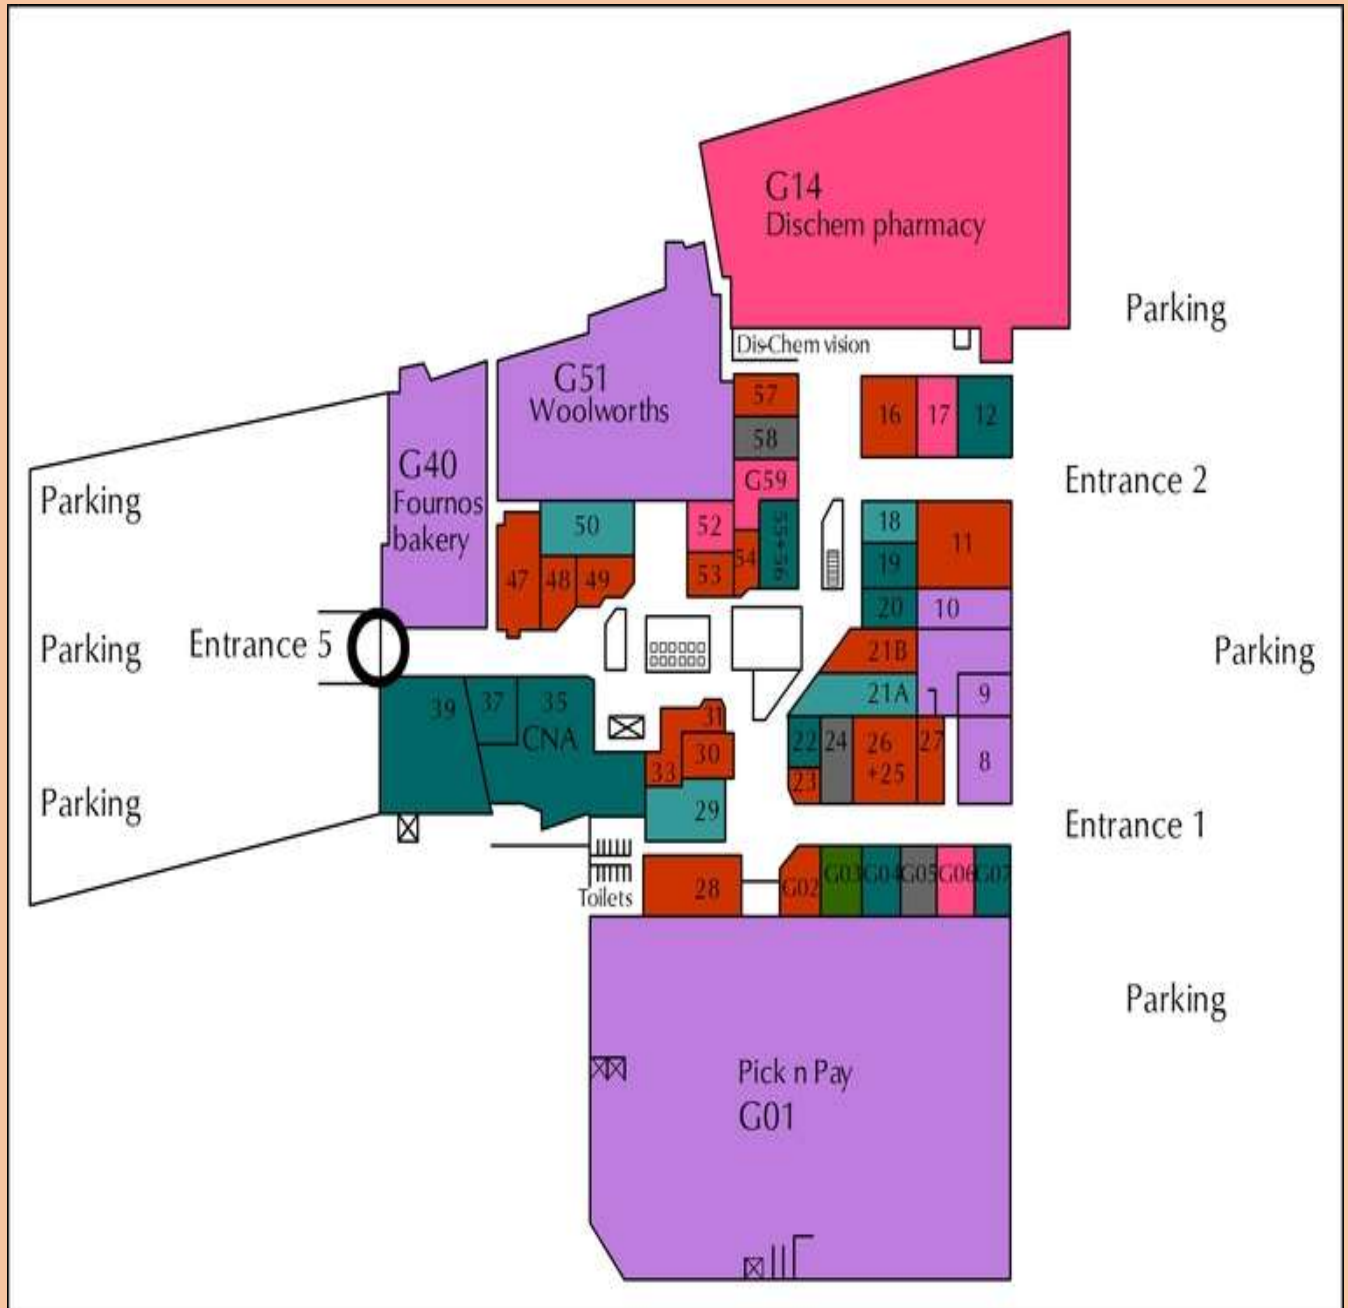 G14
Dischem pharmacy
Parking
Dis-Chem vision
G51
Woolworths
57
16
17
12
58
G40
Fournos
bakery
G59
Entrance 2
Parking
50
52
55+56
18
11
54
19
47
48
49
53
20
10
Entrance 5
Parking
21B
Parking
21A
9
39
37
35
CNA
31
22
24
26
+25
27
30
33
23
8
Parking
29
Entrance 1
28
G02
G03
G04
G05
G06
G07
Toilets
Parking
Pick n Pay
G01